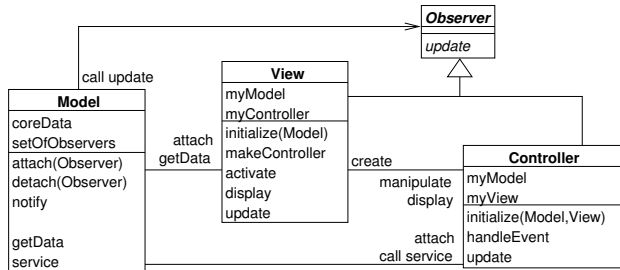 Observer
update
call update
View
myModel
myController
initialize(Model)
makeController
activate
display
update
Model
coreData
setOfObservers
attach(Observer)
detach(Observer)
notify
getData
service
attach
getData
create
manipulate
display
attach
call service
Controller
myModel
myView
initialize(Model,View)
handleEvent
update